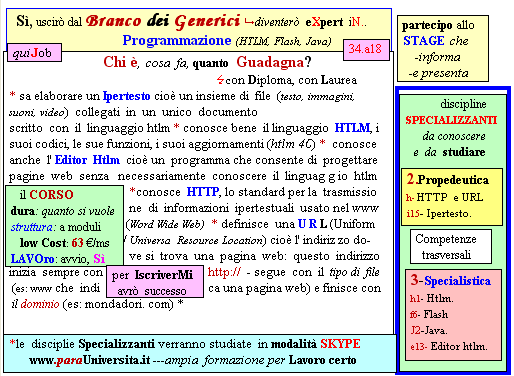 Sì, uscirò dal Branco dei Generici ↪diventerò eXpert iN..
Programmazione (HTLM, Flash, Java)
quiJob
34.a18
Chi è, cosa fa, quanto Guadagna?
con Diploma, con Laurea
* sa elaborare un Ipertesto cioè un insieme di file (testo, immagini,
suoni, video) collegati in un unico documento
scritto con il linguaggio htlm * conosce bene il linguaggio HTLM, i
suoi codici, le sue funzioni, i suoi aggiornamenti (htlm 4G) * conosce
anche l'Editor Htlm cioè un programma che consente di progettare
pagine web senza necessariamente conoscere il linguaggio htlm
*conosce HTTP, lo standard per la trasmissio
ne di informazioni ipertestuali usato nel www
(Word Wide Web) * definisce una U R L (Uniform
/ Universa Resource Location) cioè l'indirizzo do-
ve si trova una pagina web: questo indirizzo
inizia sempre con http:// - segue con il tipo di file
(es: www che indi ca una pagina web) e finisce con
il dominio (es: mondadori. com) *
il CORSO
dura: quanto si vuole
struttura: a moduli
low Cost: 63 €/ms
LAVOro: avvio, Sì
per IscriverMi
avrò successo
*le disciplie Specializzanti verranno studiate in modalità SKYPE
www.paraUniversita.it ---ampia formazione per Lavoro certo
partecipo allo
STAGE che
-informa
-e presenta
discipline
SPECIALIZZANTI
da conoscere
e da studiare
2.Propedeutica
h- HTTP e URL
i15- Ipertesto.
Competenze
trasversali
3-Specialistica
h1- Htlm.
f6- Flash
J2-Java.
e13- Editor htlm.